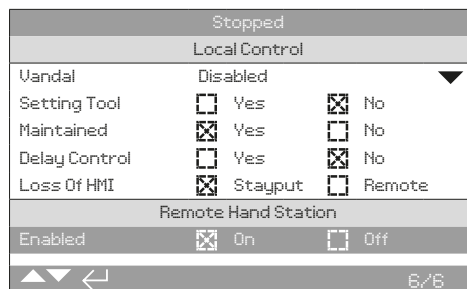 Stopped
Local Control
Vandal Disabled
Setting Tool Yes No
Maintained Yes No
Delay Control Yes No
Loss Of HMI Stayput Remote
Remote Hand Station
Enabled On Off
6/6